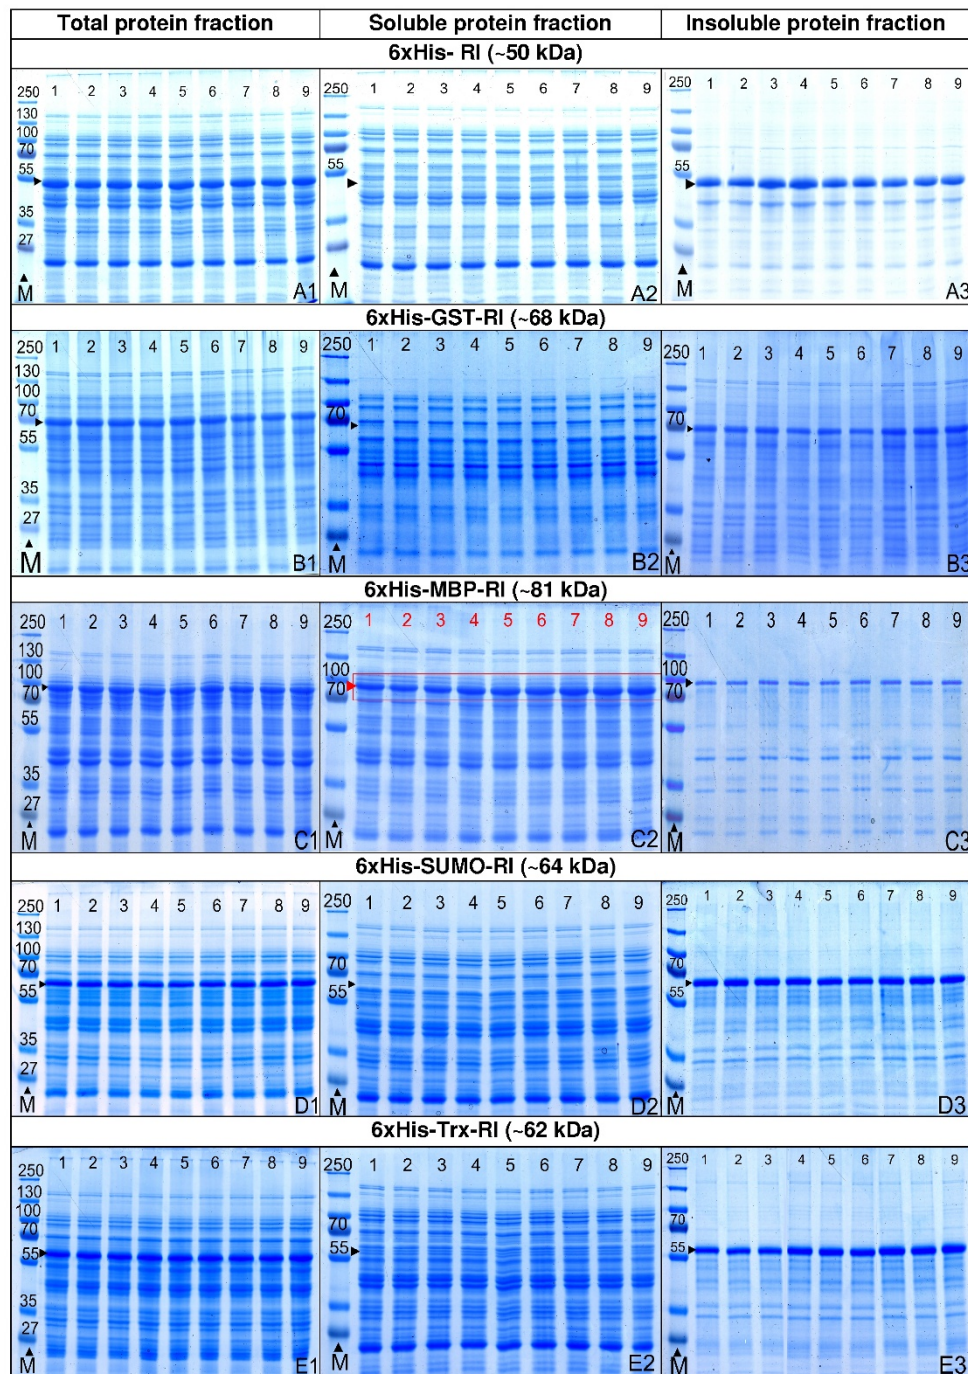 Total protein fraction Soluble protein fraction Insoluble protein fraction
6xHis- RI (~50 kDa)
250 1 2 3 4 5 6 7 8 9
130
100
70
55
35
27
M A1
1 2 3 4 5 6 7 8 9
55
M A2
250 1 2 3 4 5 6 7 8 9
55
M A3
6xHis-GST-RI (~68 kDa)
250 1 2 3 4 5 6 7 8 9
130
100
70
55
35
27
M B1
250 1 2 3 4 5 6 7 8 9
70
M B2
250 1 2 3 4 5 6 7 8 9
70
M B3
6xHis-MBP-RI (~81 kDa)
250 1 2 3 4 5 6 7 8 9
130
100
70
55
35
27
M C1
250 1 2 3 4 5 6 7 8 9
100
70
M C2
250 1 2 3 4 5 6 7 8 9
100
70
M C3
6xHis-SUMO-RI (~64 kDa)
250 1 2 3 4 5 6 7 8 9
130
100
70
55
35
27
M D1
250 1 2 3 4 5 6 7 8 9
70
55
M D2
250 1 2 3 4 5 6 7 8 9
70
55
M D3
6xHis-Trx-RI (~62 kDa)
250 1 2 3 4 5 6 7 8 9
130
100
70
55
35
27
M E1
250 1 2 3 4 5 6 7 8 9
70
55
M E2
250 1 2 3 4 5 6 7 8 9
70
55
M E3